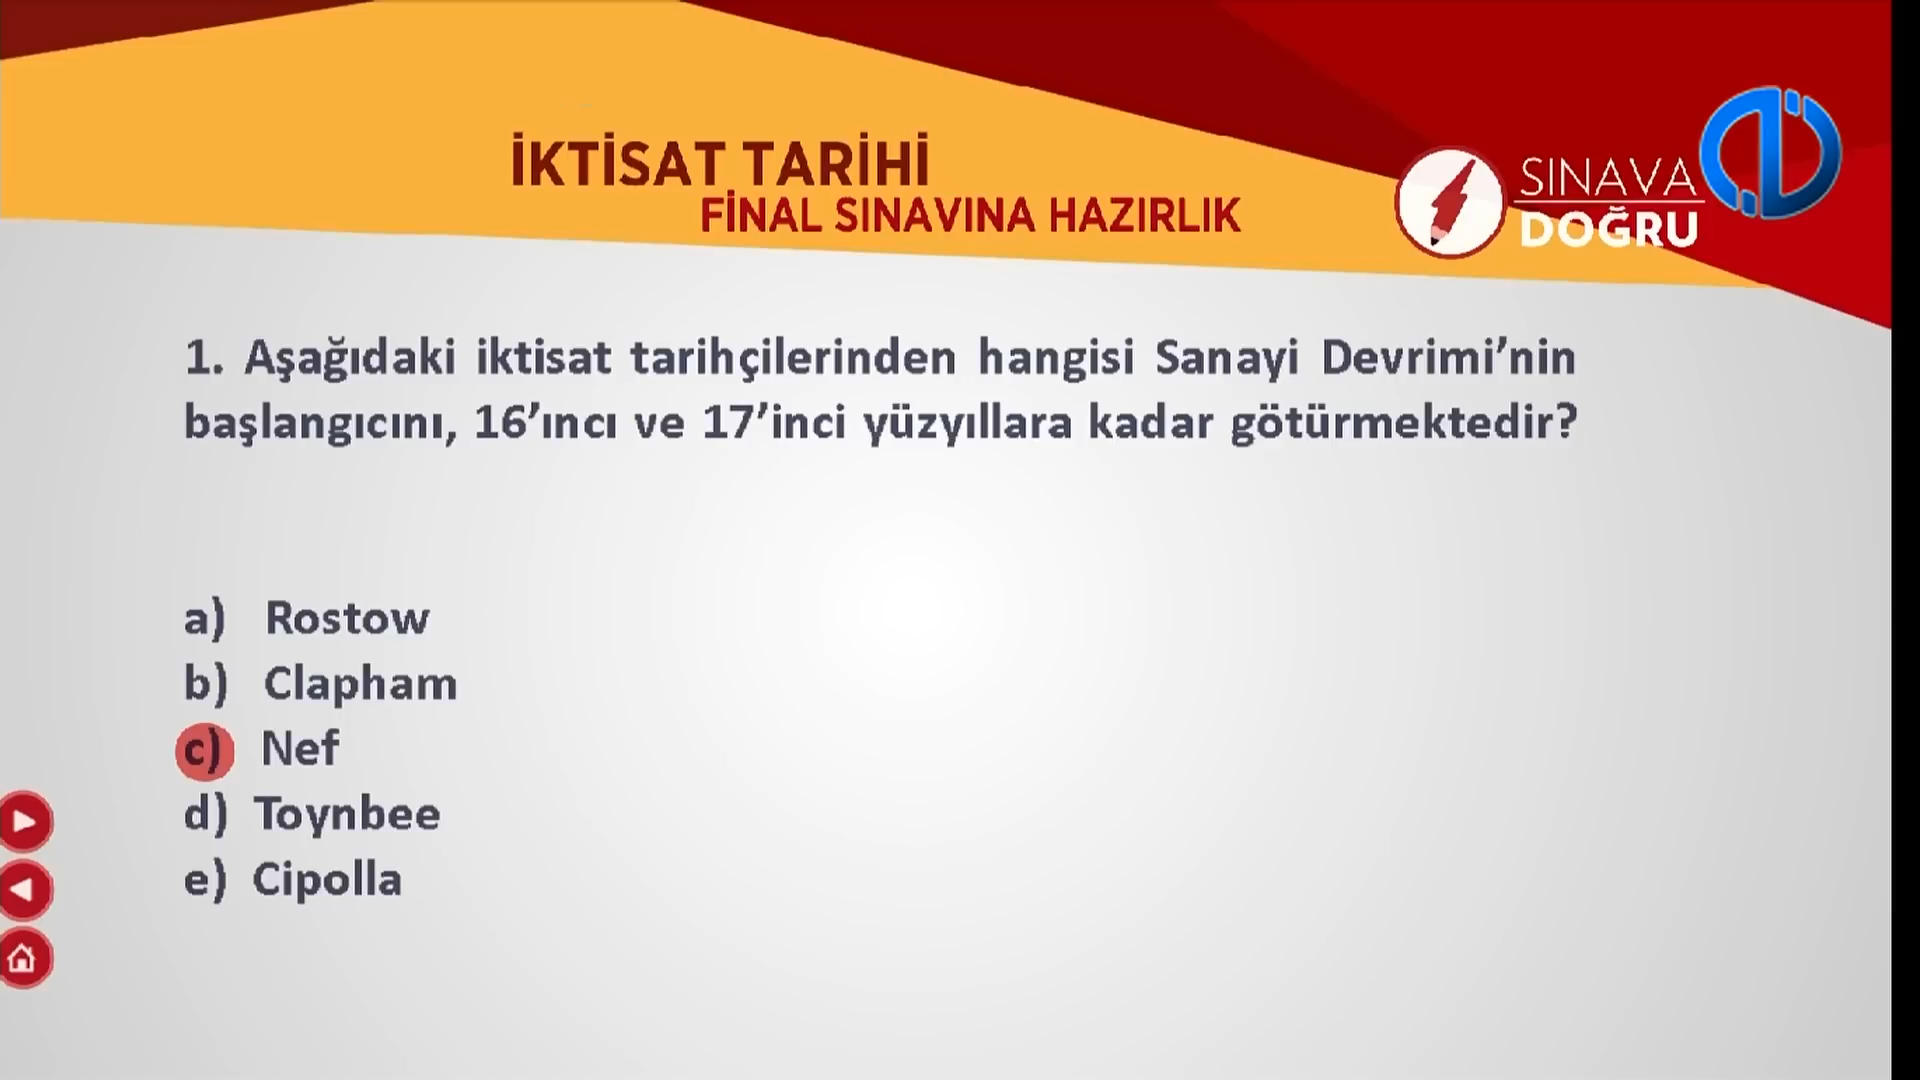 İKTİSAT TARİHİ
FİNAL SINAVINA HAZIRLIK
SINAVA
DOĞRU
1. Aşağıdaki iktisat tarihçilerinden hangisi Sanayi Devrimi’nin
başlangıcını, 16’ıncı ve 17’inci yüzyıllara kadar götürmektedir?
a) Rostow
b) Clapham
c) Nef
d) Toynbee
e) Cipolla